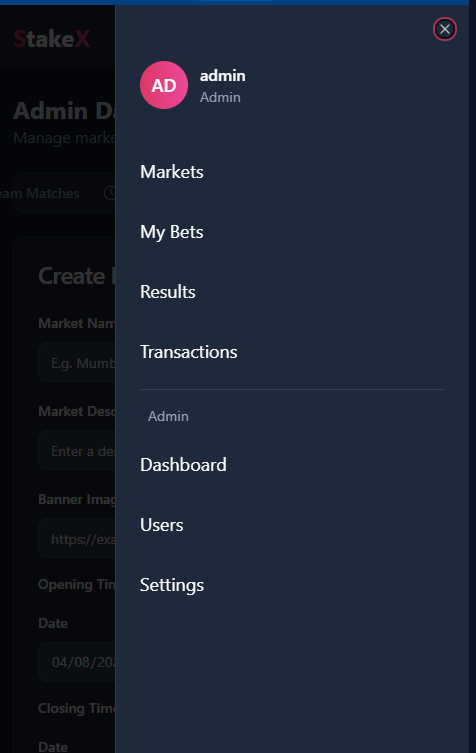 StakeX
AD
admin
Admin
Admin Da
Manage marke
Markets
eam Matches
My Bets
Create
Results
Market Nam
Transactions
E.g. Mumb
Admin
Market Desc
Enter a des
Dashboard
Banner Imag
Users
https://exa
Opening Tim
Settings
Date
04/08/202
Closing Time
Date